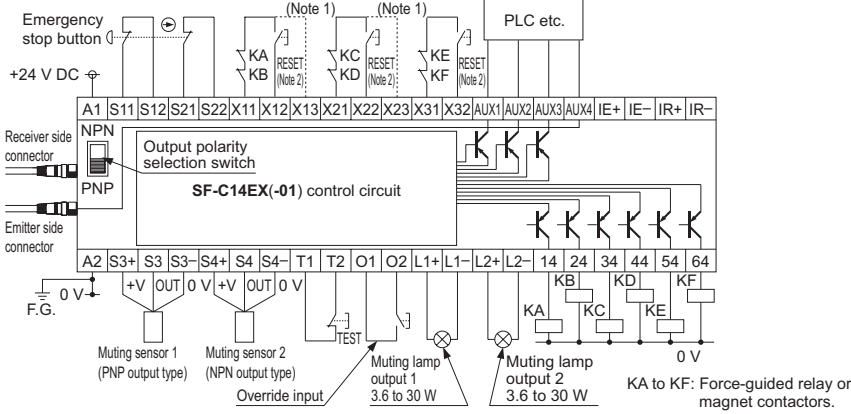 (Note 1) (Note 1) PLC etc.
Emergency
stop button
+24 V DC
KA
KB
RESET
(Note 2)
KC
KD
RESET
(Note 2)
KE
KF
RESET
(Note 2)
A1 S11 S12 S21 S22 X11 X12 X13 X21 X22 X23 X31 X32 AUX1 AUX2 AUX3 AUX4 IE+ IE− IR+ IR−
Receiver side
connector
NPN
PNP
Output polarity
selection switch
SF-C14EX(-01) control circuit
Emitter side
connector
A2 S3+ S3 S3− S4+ S4 S4− T1 T2 O1 O2 L1+ L1− L2+ L2− 14 24 34 44 54 64
F.G.
0 V
+V OUT 0 V +V OUT 0 V
TEST
KA
KB
KC
KD
KE
KF
0 V
Muting sensor 1
(PNP output type)
Muting sensor 2
(NPN output type)
Override input
Muting lamp
output 1
3.6 to 30 W
Muting lamp
output 2
3.6 to 30 W
KA to KF: Force-guided relay or
magnet contactors.